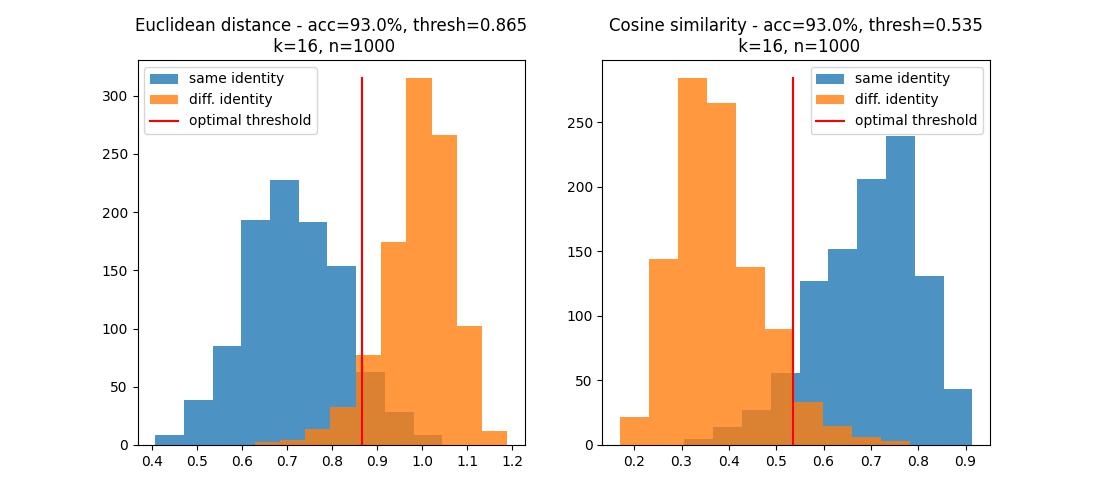 Euclidean distance - acc=93.0%, thresh=0.865
k=16, n=1000
same identity
diff. identity
optimal threshold
300
250
200
150
100
50
0
0.4 0.5 0.6 0.7 0.8 0.9 1.0 1.1 1.2
Cosine similarity - acc=93.0%, thresh=0.535
k=16, n=1000
same identity
diff. identity
optimal threshold
250
200
150
100
50
0
0.2 0.3 0.4 0.5 0.6 0.7 0.8 0.9